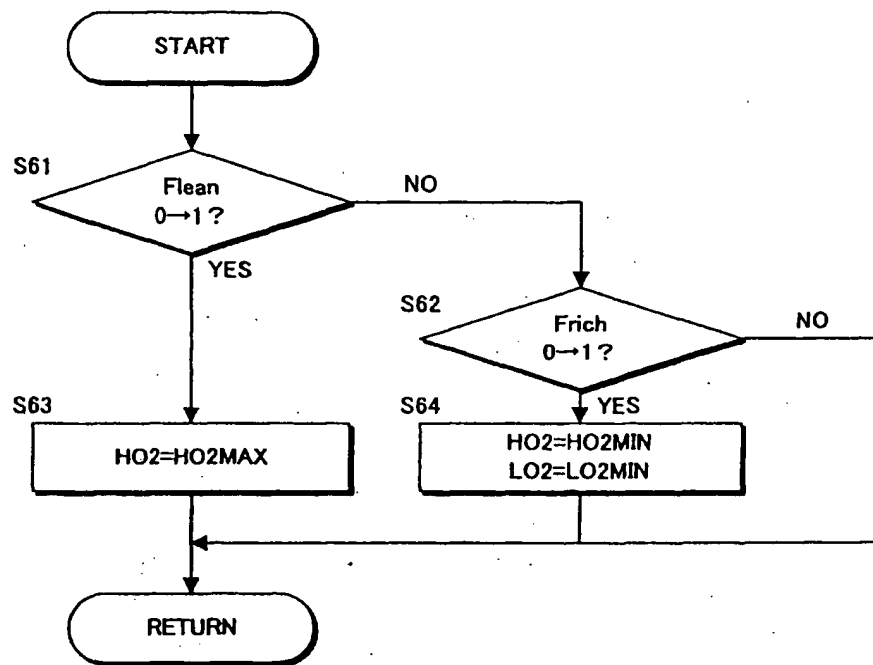 START
S61
Flean
0→1?
NO
YES
S62
Frich
0→1?
NO
YES
S63
HO2=HO2MAX
S64
HO2=HO2MIN
LO2=LO2MIN
RETURN